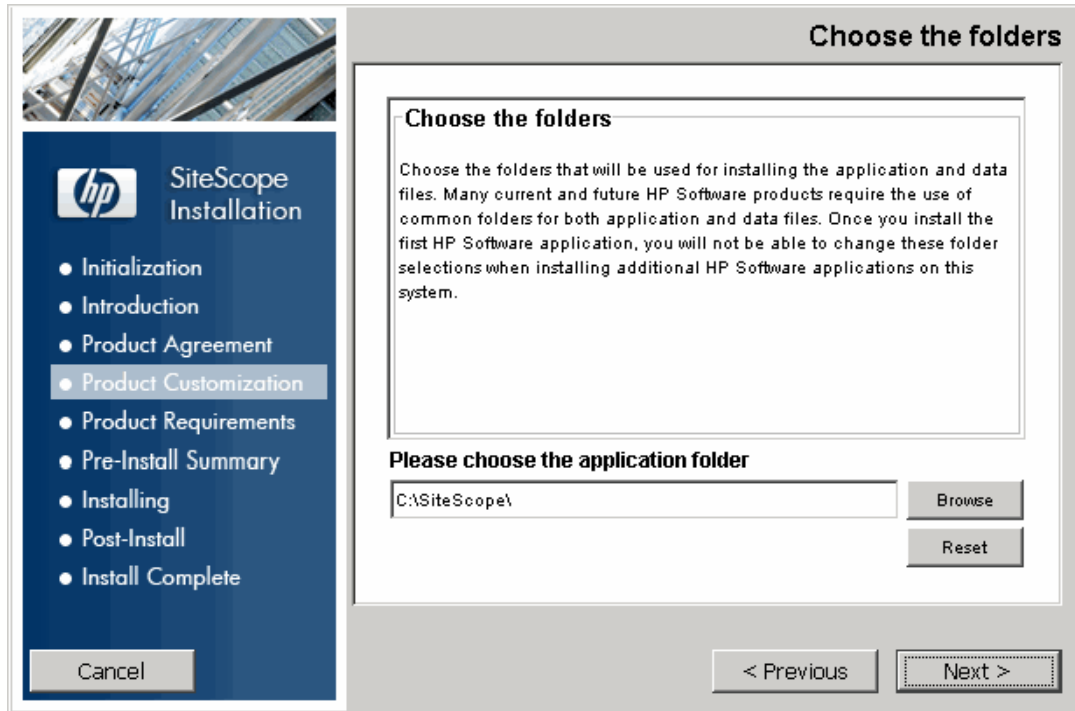 Choose the folders
hp
SiteScope
Installation
Initialization
Introduction
Product Agreement
Product Customization
Product Requirements
Pre-Install Summary
Installing
Post-Install
Install Complete
Cancel
Choose the folders
Choose the folders that will be used for installing the application and data
files. Many current and future HP Software products require the use of
common folders for both application and data files. Once you install the
first HP Software application, you will not be able to change these folder
selections when installing additional HP Software applications on this
system.
Please choose the application folder
C:\SiteScope\
Browse
Reset
< Previous
Next >